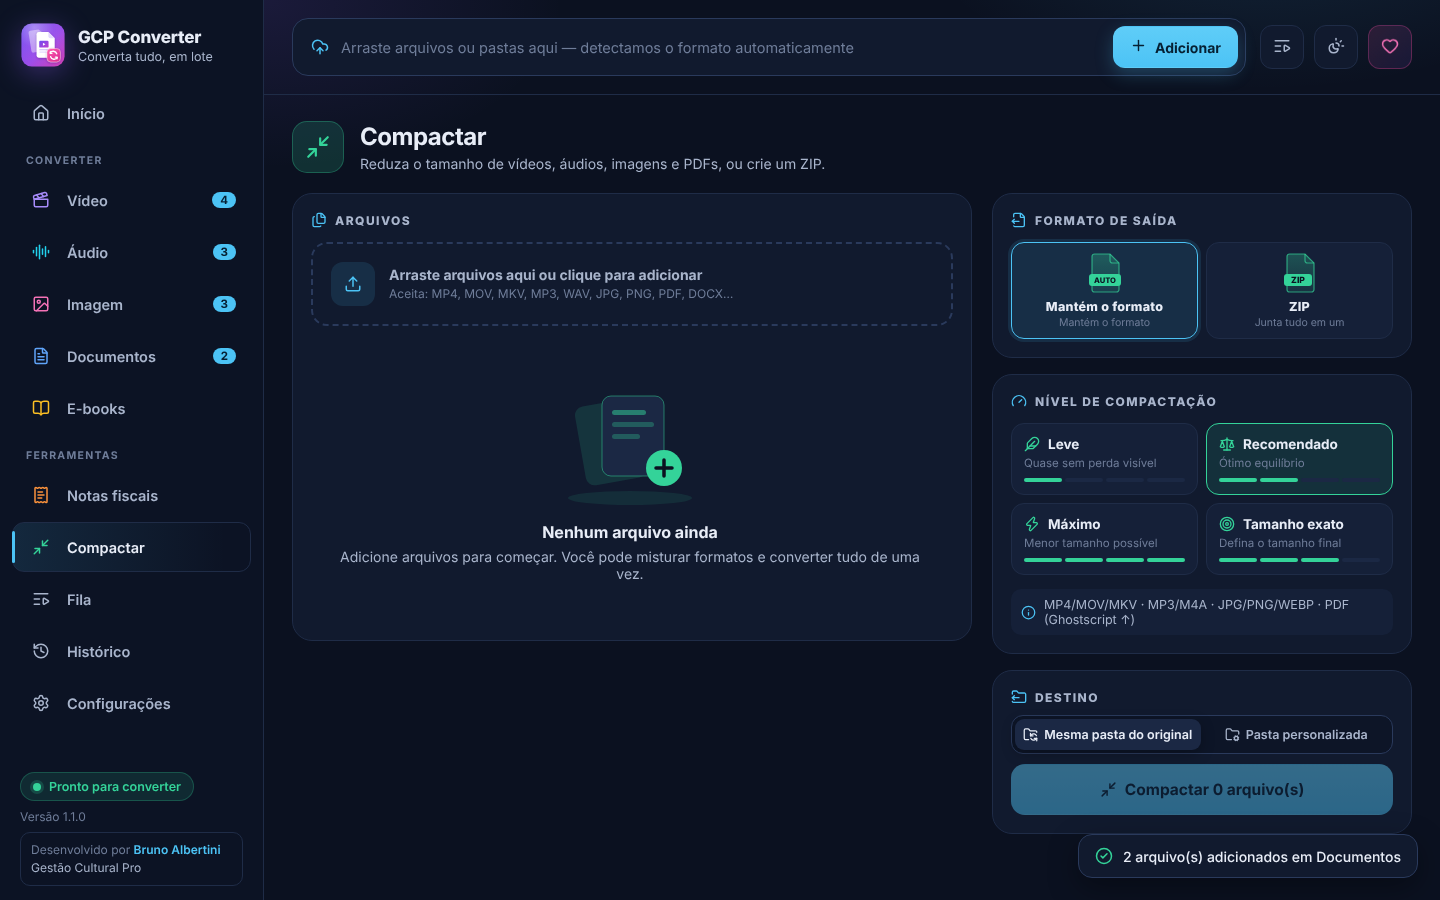 GCP Converter
Converta tudo, em lote
Início
CONVERTER
Vídeo
4
Áudio
3
Imagem
3
Documentos
2
E-books
FERRAMENTAS
Notas fiscais
Compactar
Fila
Histórico
Configurações
Pronto para converter
Versão 1.1.0
Desenvolvido por Bruno Albertini
Gestão Cultural Pro
Arraste arquivos ou pastas aqui — detectamos o formato automaticamente
Adicionar
Compactar
Reduza o tamanho de vídeos, áudios, imagens e PDFs, ou crie um ZIP.
ARQUIVOS
Arraste arquivos aqui ou clique para adicionar
Aceita: MP4, MOV, MKV, MP3, WAV, JPG, PNG, PDF, DOCX...
Nenhum arquivo ainda
Adicione arquivos para começar. Você pode misturar formatos e converter tudo de uma
vez.
FORMATO DE SAÍDA
AUTO
Mantém o formato
Mantém o formato
ZIP
ZIP
Junta tudo em um
NÍVEL DE COMPACTAÇÃO
Leve
Quase sem perda visível
Recomendado
Ótimo equilíbrio
Máximo
Menor tamanho possível
Tamanho exato
Defina o tamanho final
MP4/MOV/MKV · MP3/M4A · JPG/PNG/WEBP · PDF
(Ghostscript ↑)
DESTINO
Mesma pasta do original
Pasta personalizada
Compactar 0 arquivo(s)
2 arquivo(s) adicionados em Documentos